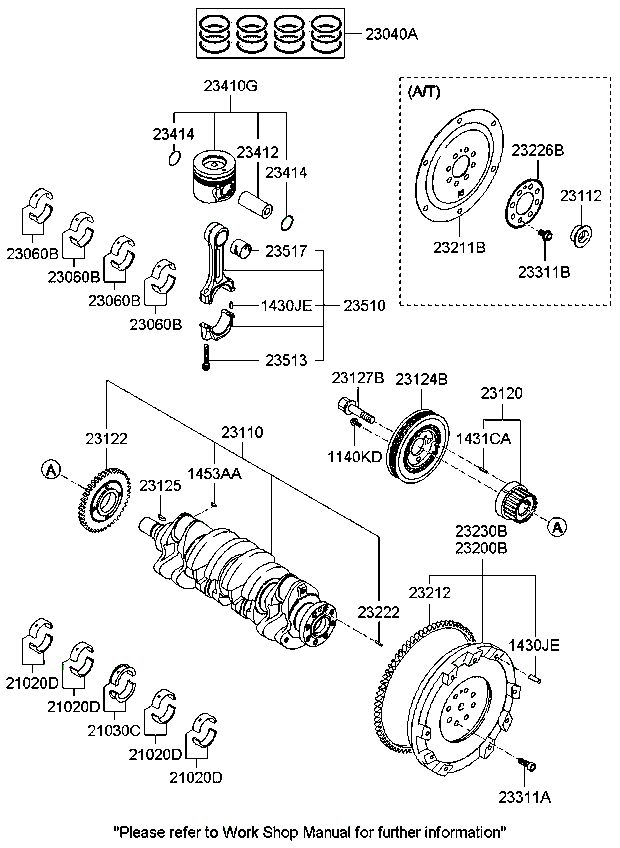 23040A
23410G
(A/T)
23414
23412
23414
23226B
23112
23060B
23060B
23060B
23060B
23517
23211B
23311B
1430JE
23510
23513
23127B
23124B
23120
23122
23110
1431CA
1140KD
A
1453AA
23125
A
23230B
23200B
23212
23222
1430JE
21020D
21020D
21030C
21020D
21020D
23311A
"Please refer to Work Shop Manual for further information"